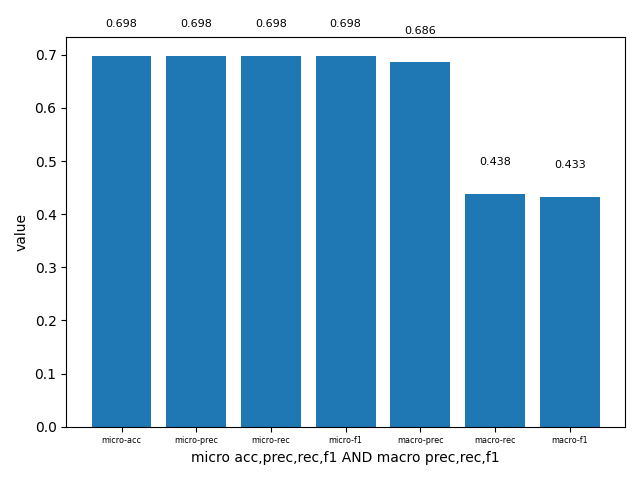 0.698 0.698 0.698 0.698 0.686
0.438 0.433
0.7
0.6
0.5
0.4
0.3
0.2
0.1
0.0
value
micro-acc micro-prec micro-rec micro-f1 macro-prec macro-rec macro-f1
micro acc,prec,rec,f1 AND macro prec,rec,f1